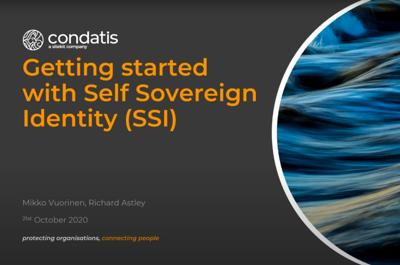 condatis
a sitekit company
Getting started
with Self Sovereign
Identity (SSI)
Mikko Vuorinen, Richard Astley
21st October 2020
protecting organisations, connecting people